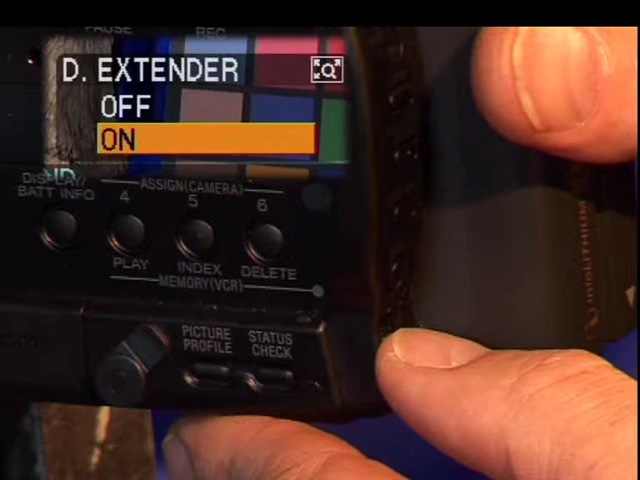 PAUSE REC
D. EXTENDER
OFF
ON
DISPLAY/
BATT INFO
ASSIGN(CAMERA)
4 5 6
PLAY INDEX DELETE
MEMORY(VCR)
PICTURE
PROFILE
STATUS
CHECK
InfoLITHIUM